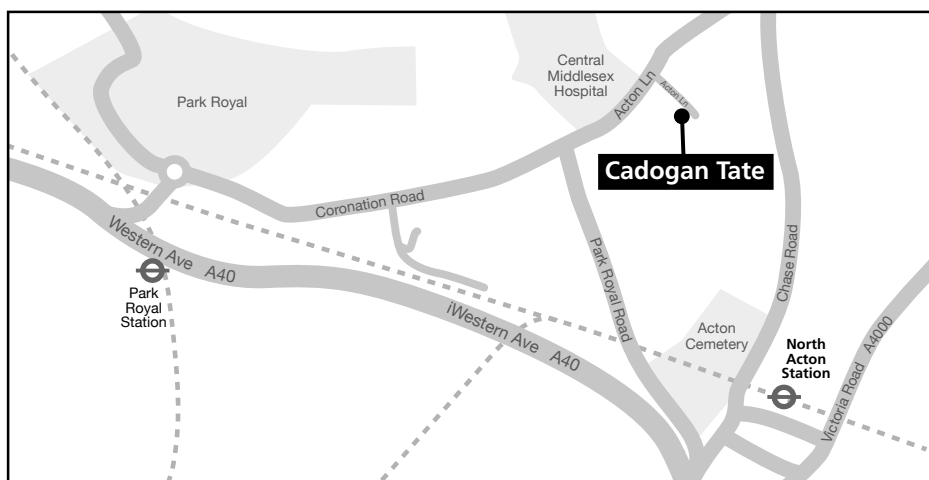 Park Royal
Central
Middlesex
Hospital
Acton Ln
Acton Ln
Cadogan Tate
Coronation Road
Western Ave A40
Park
Royal
Station
iWestern Ave A40
Park Royal Road
Chase Road
Acton
Cemetery
North
Acton
Station
Victoria Road A4000